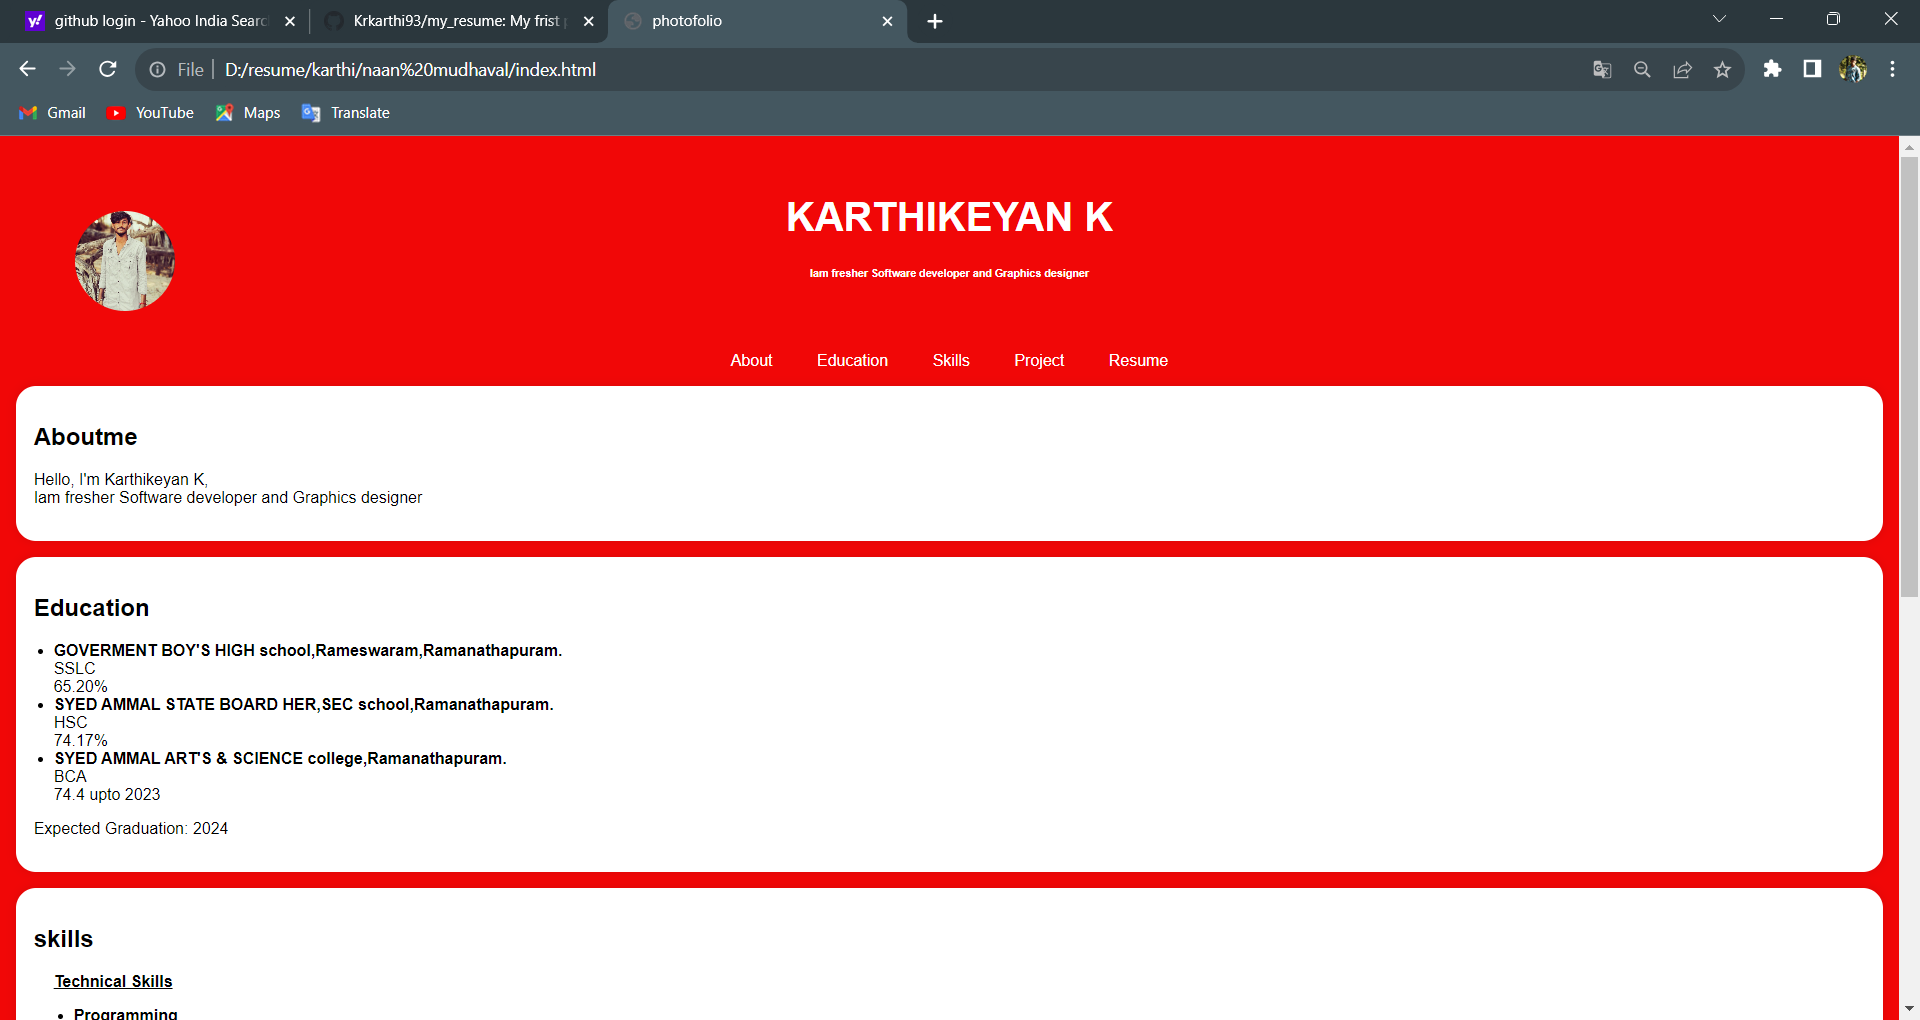 github login - Yahoo India Searc
Krkarthi93/my_resume: My frist
photofolio
File
D:/resume/karthi/naan%20mudhaval/index.html
Gmail
YouTube
Maps
Translate
KARTHIKEYAN K
Iam fresher Software developer and Graphics designer
About Education Skills Project Resume
Aboutme
Hello, I'm Karthikeyan K,
Iam fresher Software developer and Graphics designer
Education
• GOVERMENT BOY'S HIGH school,Rameswaram,Ramanathapuram.
SSLC
65.20%
• SYED AMMAL STATE BOARD HER,SEC school,Ramanathapuram.
HSC
74.17%
• SYED AMMAL ART'S & SCIENCE college,Ramanathapuram.
BCA
74.4 upto 2023
Expected Graduation: 2024
skills
Technical Skills
• Programming